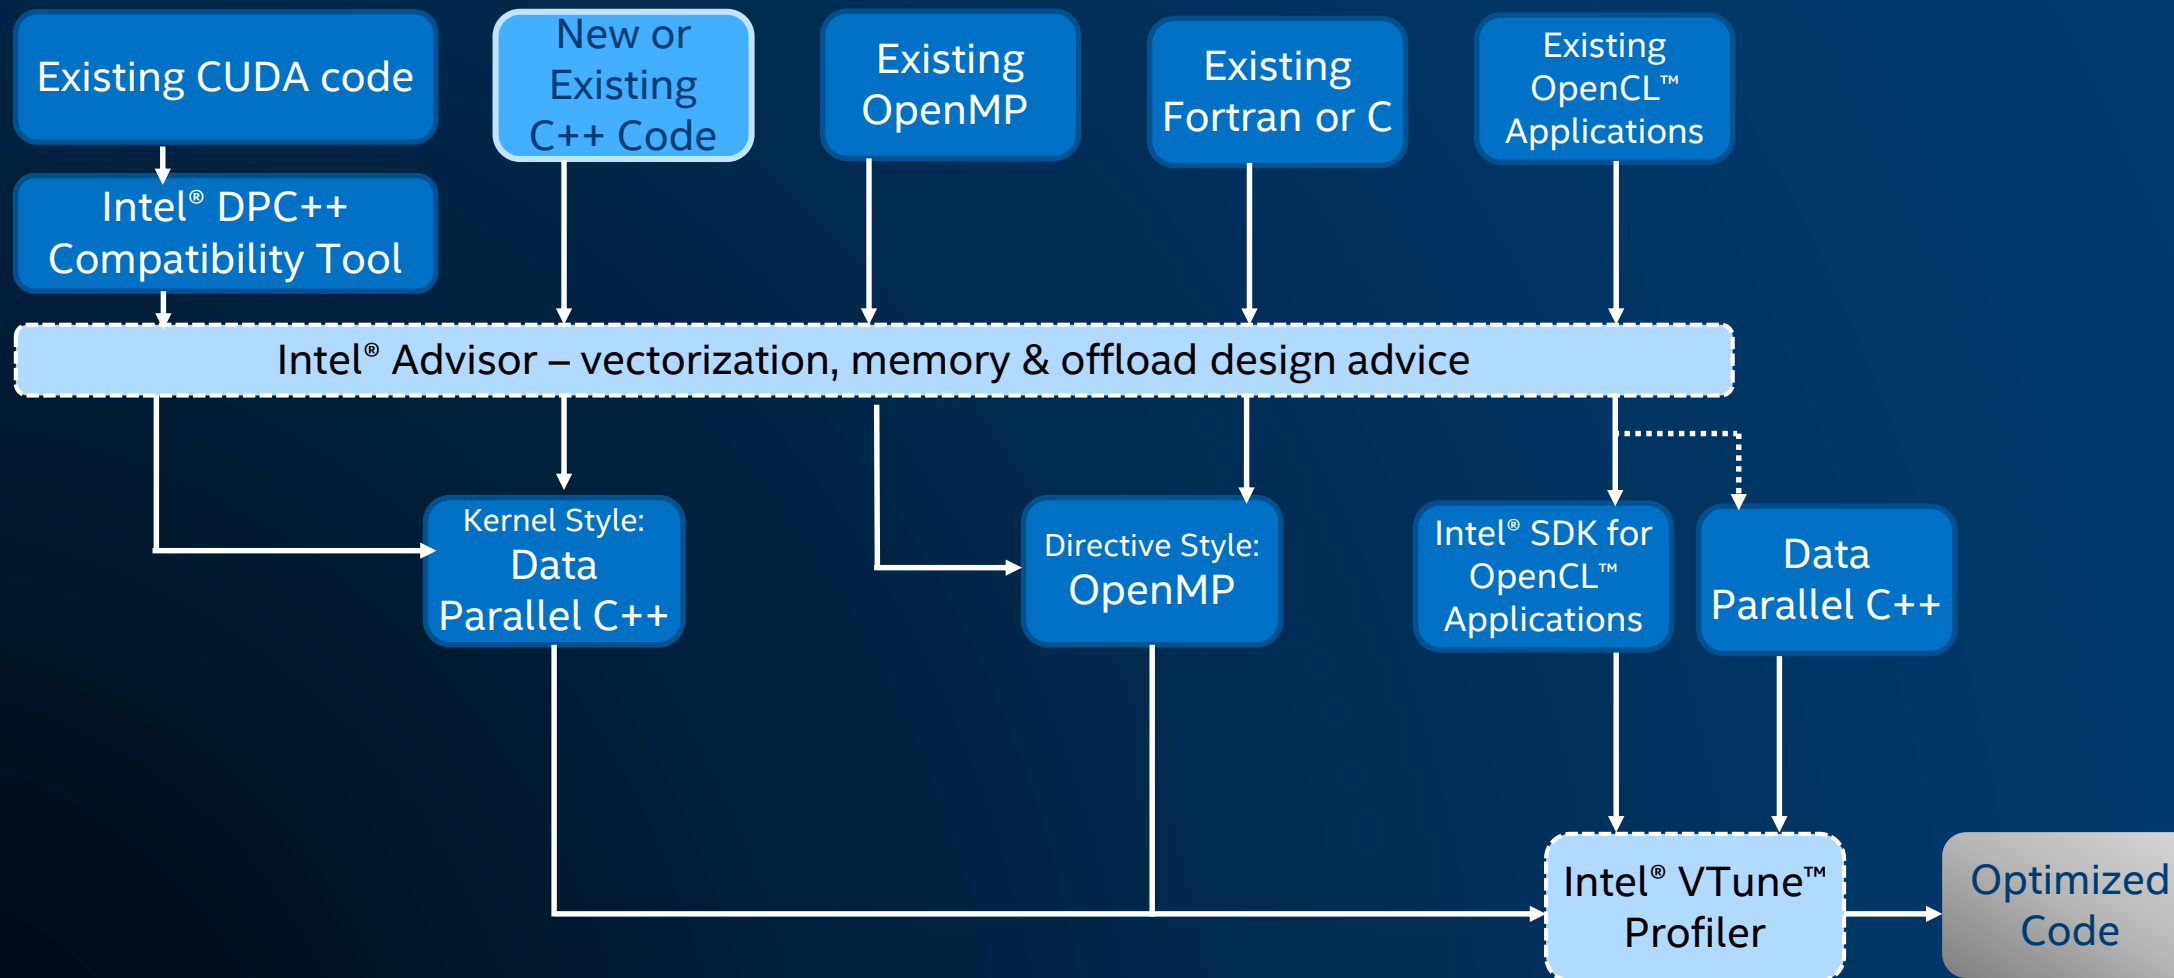 Existing CUDA code
New or
Existing
C++ Code
Existing
OpenMP
Existing
Fortran or C
Existing
OpenCL™
Applications
Intel® DPC++
Compatibility Tool
Intel® Advisor – vectorization, memory & offload design advice
Kernel Style:
Data
Parallel C++
Directive Style:
OpenMP
Intel® SDK for
OpenCL™
Applications
Data
Parallel C++
Intel® VTune™
Profiler
Optimized
Code